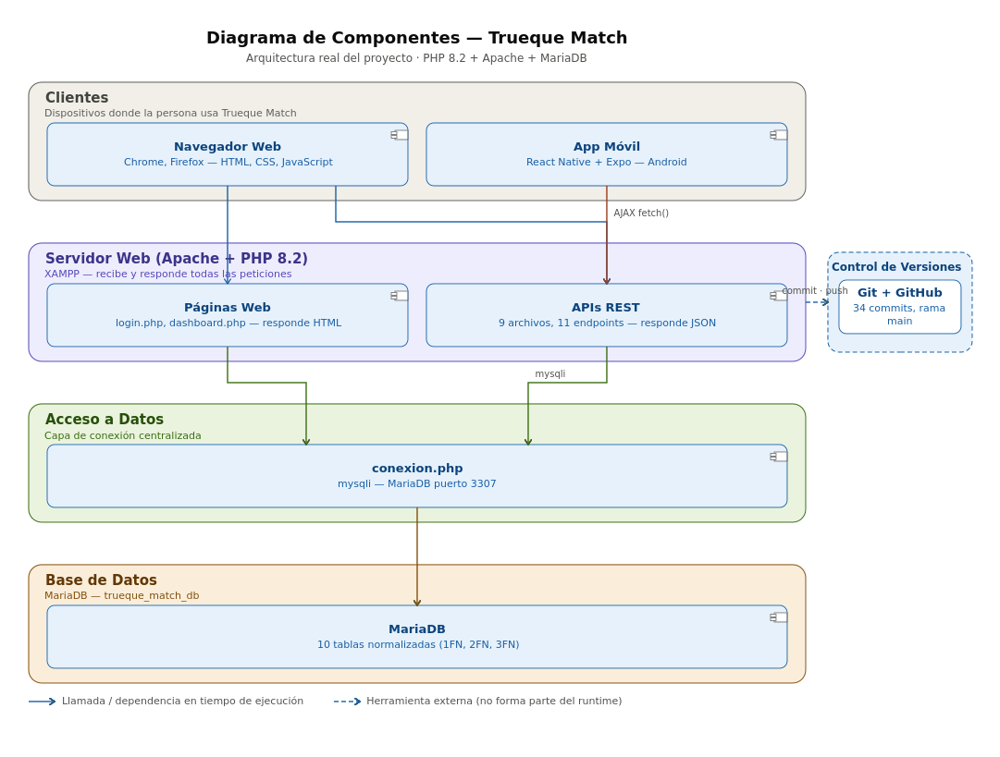 Diagrama de Componentes — Trueque Match
Arquitectura real del proyecto · PHP 8.2 + Apache + MariaDB
Clientes
Dispositivos donde la persona usa Trueque Match
Navegador Web
Chrome, Firefox — HTML, CSS, JavaScript
App Móvil
React Native + Expo — Android
AJAX fetch()
Servidor Web (Apache + PHP 8.2)
XAMPP — recibe y responde todas las peticiones
Páginas Web
login.php, dashboard.php — responde HTML
APIs REST
9 archivos, 11 endpoints — responde JSON
commit · push
Control de Versiones
Git + GitHub
34 commits, rama
main
mysqli
Acceso a Datos
Capa de conexión centralizada
conexion.php
mysqli — MariaDB puerto 3307
Base de Datos
MariaDB — trueque_match_db
MariaDB
10 tablas normalizadas (1FN, 2FN, 3FN)
Llamada / dependencia en tiempo de ejecución
Herramienta externa (no forma parte del runtime)